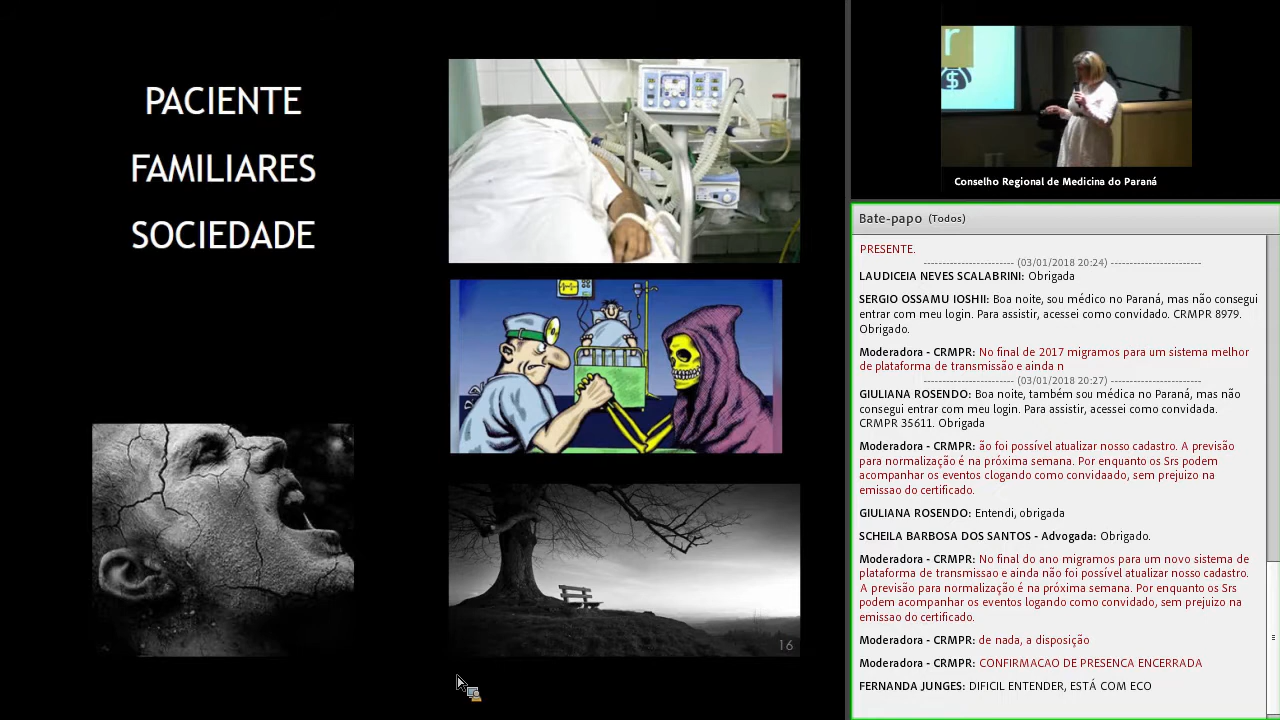 PACIENTE
FAMILIARES
SOCIEDADE
16
Conselho Regional de Medicina do Paraná
Bate-papo (Todos)
PRESENTE.
------------------------ (03/01/2018 20:24) ------------------------
LAUDICEIA NEVES SCALABRINI: Obrigada
SERGIO OSSAMU IOSHII: Boa noite, sou médico no Paraná, mas não consegui
entrar com meu login. Para assistir, acessei como convidado. CRMPR 5979.
Obrigado.
Moderadora - CRMPR: No final de 2017 migramos para um sistema melhor
de plataforma de transmissão e ainda n
------------------------ (03/01/2018 20:27) ------------------------
GIULIANA ROSENDO: Boa noite, também sou médica no Paraná, mas não
consegui entrar com meu login. Para assistir, acessei como convidada.
CRMPR 35611. Obrigada
Moderadora - CRMPR: ão foi possivel atualizar nosso cadastro. A previsão
para normalização é na próxima semana. Por enquanto os Srs podem
acompanhar os eventos clogando como convidaado, sem prejuizo na
emissao do certificado.
GIULIANA ROSENDO: Entendi, obrigada
SCHEILA BARBOSA DOS SANTOS - Advogada: Obrigado.
Moderadora - CRMPR: No final do ano migramos para um novo sistema de
plataforma de transmissao e ainda não foi possível atualizar nosso cadastro.
A previsão para normalização é na próxima semana. Por enquanto os Srs
podem acompanhar os eventos logando como convidado, sem prejuizo na
emissao do certificado.
Moderadora - CRMPR: de nada, a disposição
Moderadora - CRMPR: CONFIRMACAO DE PRESENCA ENCERRADA
FERNANDA JUNGES: DIFICIL ENTENDER, ESTÁ COM ECO